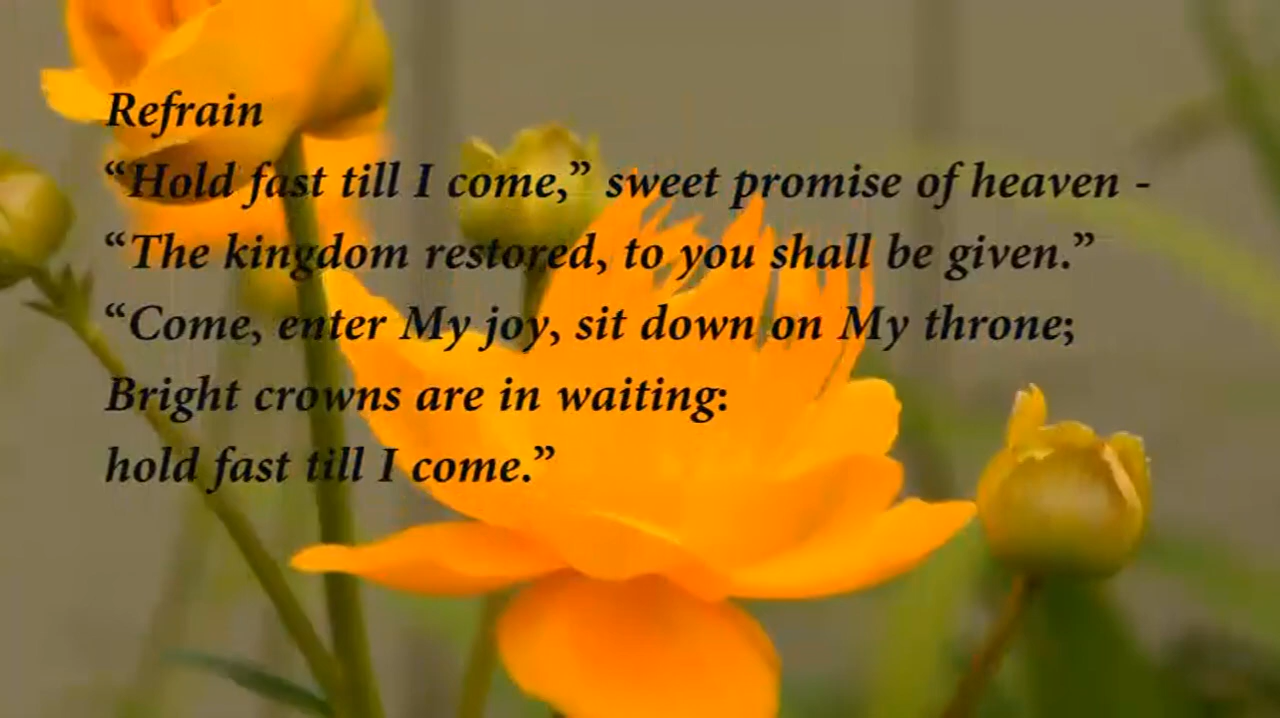 Refrain
“Hold fast till I come,” sweet promise of heaven -
“The kingdom restored, to you shall be given.”
“Come, enter My joy, sit down on My throne;
Bright crowns are in waiting:
hold fast till I come.”